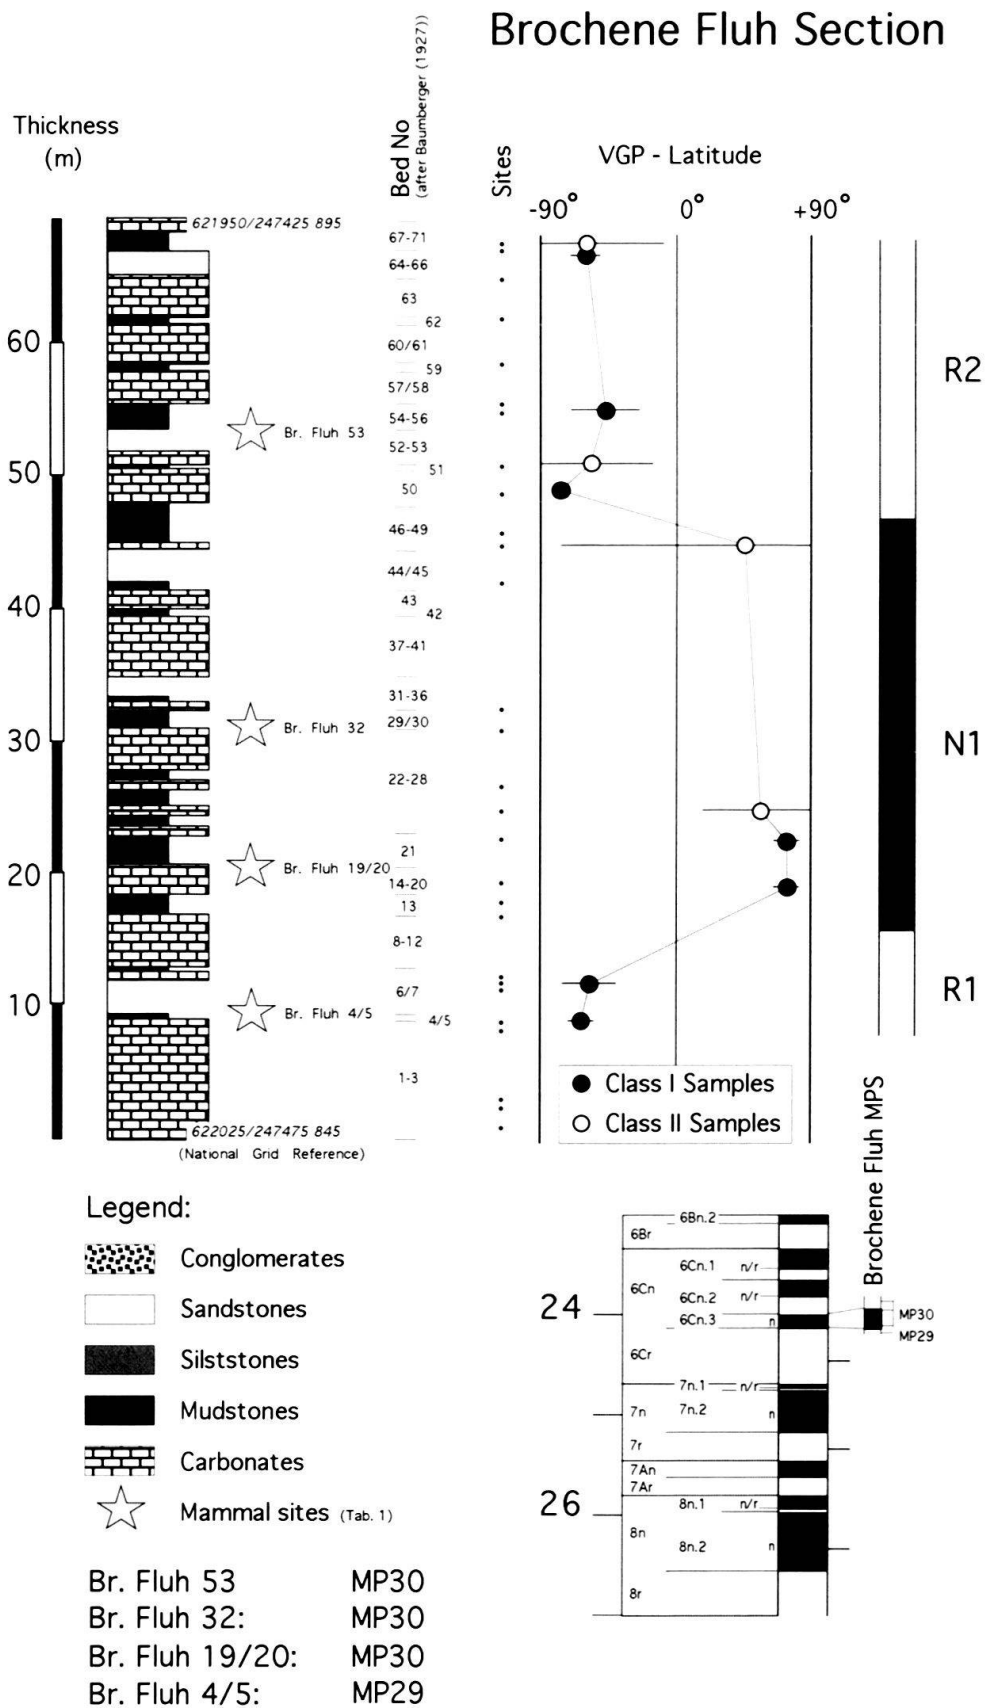 Brochene Fluh Section
Thickness
(m)
Bed No
(after Baumberger (1927))
Sites
VGP - Latitude
-90°
0°
+90°
621950/247425 895
67-71
64-66
63
62
60
60/61
59
57/58
R2
54-56
Br. Fluh 53
52-53
51
50
50
46-49
44/45
43
40
42
37-41
31-36
Br. Fluh 32
29/30
30
N1
22-28
21
Br. Fluh 19/20
20
14-20
13
8-12
6/7
R1
10
Br. Fluh 4/5
4/5
1-3
Class I Samples
Class II Samples
622025/247475 845
(National Grid Reference)
Brochene Fluh MPS
Legend:
Conglomerates
Sandstones
Silststones
Mudstones
Carbonates
Mammal sites (Tab. 1)
Br. Fluh 53 MP30
Br. Fluh 32: MP30
Br. Fluh 19/20: MP30
Br. Fluh 4/5: MP29
6Bn.2
6Br
6Cn.1 n/r
6Cn
6Cn.2 n/r
24
6Cn.3 n
MP30
MP29
6Cr
7n.1 n/r
7n
7n.2 n
7r
7An
7Ar
26
8n.1 n/r
8n
8n.2 n
8r